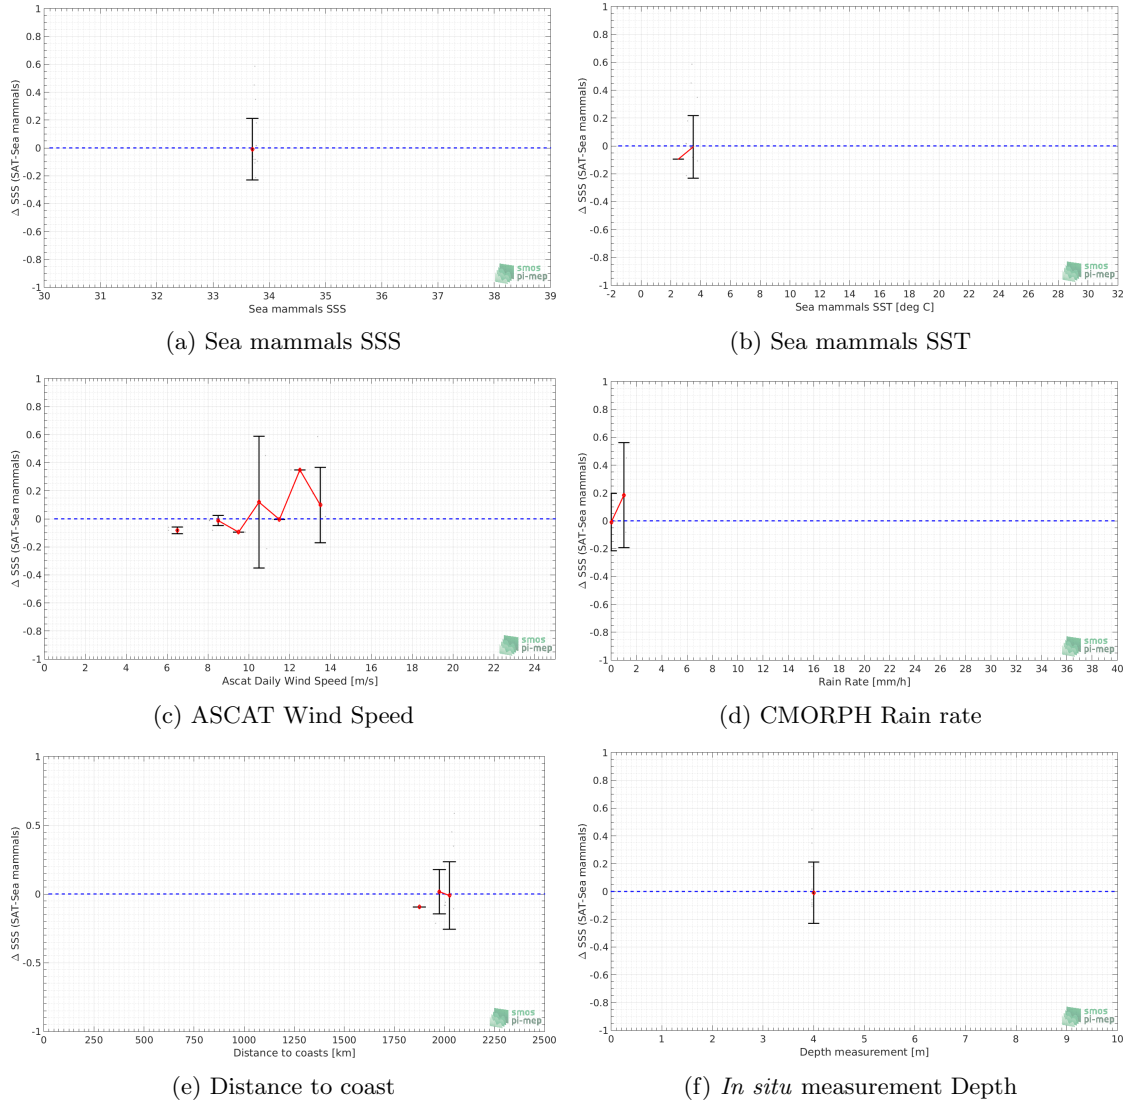 1
0.8
0.6
0.4
0.2
0
-0.2
-0.4
-0.6
-0.8
-1
Δ SSS (SAT-Sea mammals)
30 31 32 33 34 35 36 37 38 39
Sea mammals SSS
smos
pi-mep
(a) Sea mammals SSS
1
0.8
0.6
0.4
0.2
0
-0.2
-0.4
-0.6
-0.8
-1
Δ SSS (SAT-Sea mammals)
-2 0 2 4 6 8 10 12 14 16 18 20 22 24 26 28 30 32
Sea mammals SST [deg C]
smos
pi-mep
(b) Sea mammals SST
1
0.8
0.6
0.4
0.2
0
-0.2
-0.4
-0.6
-0.8
-1
Δ SSS (SAT-Sea mammals)
0 2 4 6 8 10 12 14 16 18 20 22 24
Ascat Daily Wind Speed [m/s]
smos
pi-mep
(c) ASCAT Wind Speed
1
0.8
0.6
0.4
0.2
0
-0.2
-0.4
-0.6
-0.8
-1
Δ SSS (SAT-Sea mammals)
0 2 4 6 8 10 12 14 16 18 20 22 24 26 28 30 32 34 36 38 40
Rain Rate [mm/h]
smos
pi-mep
(d) CMORPH Rain rate
1
0.5
0
-0.5
-1
Δ SSS (SAT-Sea mammals)
0 250 500 750 1000 1250 1500 1750 2000 2250 2500
Distance to coasts [km]
smos
pi-mep
(e) Distance to coast
1
0.8
0.6
0.4
0.2
0
-0.2
-0.4
-0.6
-0.8
-1
Δ SSS (SAT-Sea mammals)
0 1 2 3 4 5 6 7 8 9 10
Depth measurement [m]
smos
pi-mep
(f) In situ measurement Depth